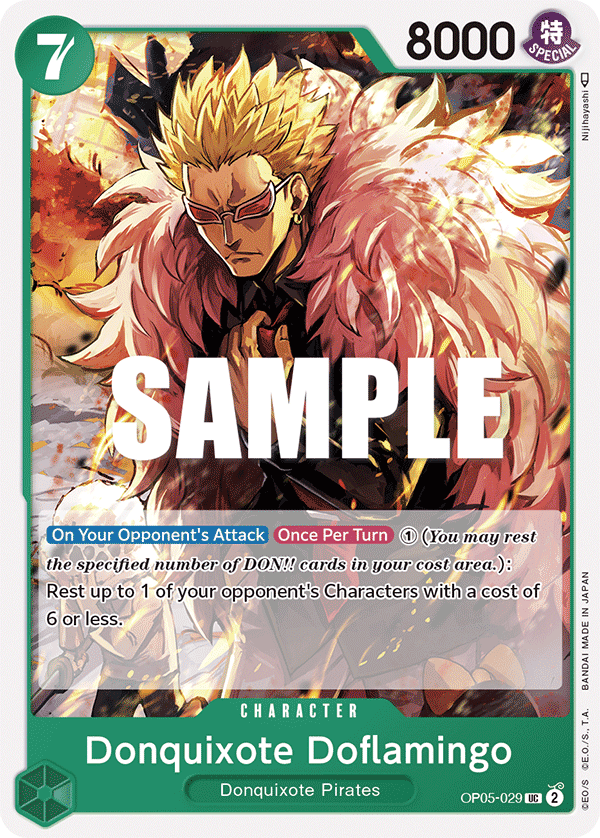 7
8000
特
SPECIAL
Nijihayashi
SAMPLE
On Your Opponent's Attack Once Per Turn ① (You may rest
the specified number of DON!! cards in your cost area.):
Rest up to 1 of your opponent's Characters with a cost of
6 or less.
CHARACTER
Donquixote Doflamingo
Donquixote Pirates
OP05-029 UC 2
©EO/S ©E.O./S., T.A. BANDAI MADE IN JAPAN